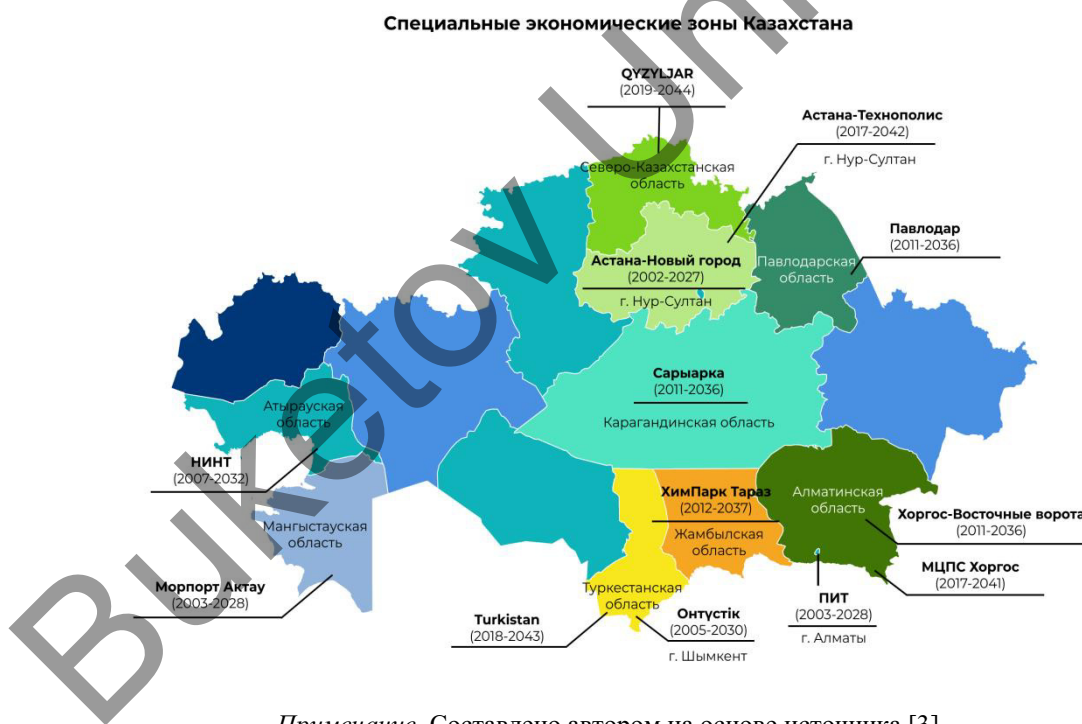 Специальные экономические зоны Казахстана
QYZYLJAR
(2019-2044)
Северо-Казахстанская
область
Астана-Технополис
(2017-2042)
г. Нур-Султан
Астана-Новый город
(2002-2027)
г. Нур-Султан
Павлодар
(2011-2036)
Павлодарская
область
Сарыарка
(2011-2036)
Карагандинская область
Атырауская
область
НИНТ
(2007-2032)
Мангыстауская
область
Морпорт Актау
(2003-2028)
ХимПарк Тараз
(2012-2037)
Жамбылская
область
Алматинская
область
Хоргос-Восточные ворота
(2011-2036)
МЦПС Хоргос
(2017-2041)
ПИТ
(2003-2028)
г. Алматы
Туркестанская
область
Turkistan
(2018-2043)
Онтүстік
(2005-2030)
г. Шымкент
Примечание. Составлено автором на основе источника [3]
Buketov Un